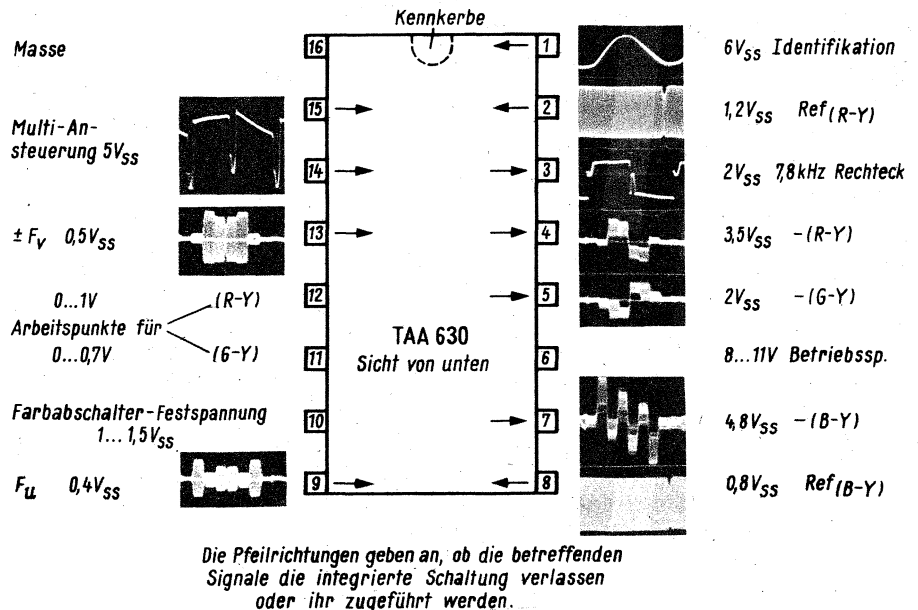 Kennkerbe
Masse
16
1
6V_SS Identifikation
15
2
1,2V_SS Ref(R-Y)
Multi-An-
steuerung 5V_SS
14
3
2V_SS 7,8kHz Rechteck
± F_v 0,5V_SS
13
4
3,5V_SS -(R-Y)
0...1V (R-Y)
12
5
2V_SS -(G-Y)
Arbeitspunkte für
0...0,7V (G-Y)
TAA 630
Sicht von unten
11
6
8...11V Betriebssp.
Farbabschalter-Festspannung
1...1,5V_SS
10
7
4,8V_SS -(B-Y)
F_u 0,4V_SS
9
8
0,8V_SS Ref(B-Y)
Die Pfeilrichtungen geben an, ob die betreffenden
Signale die integrierte Schaltung verlassen
oder ihr zugeführt werden.